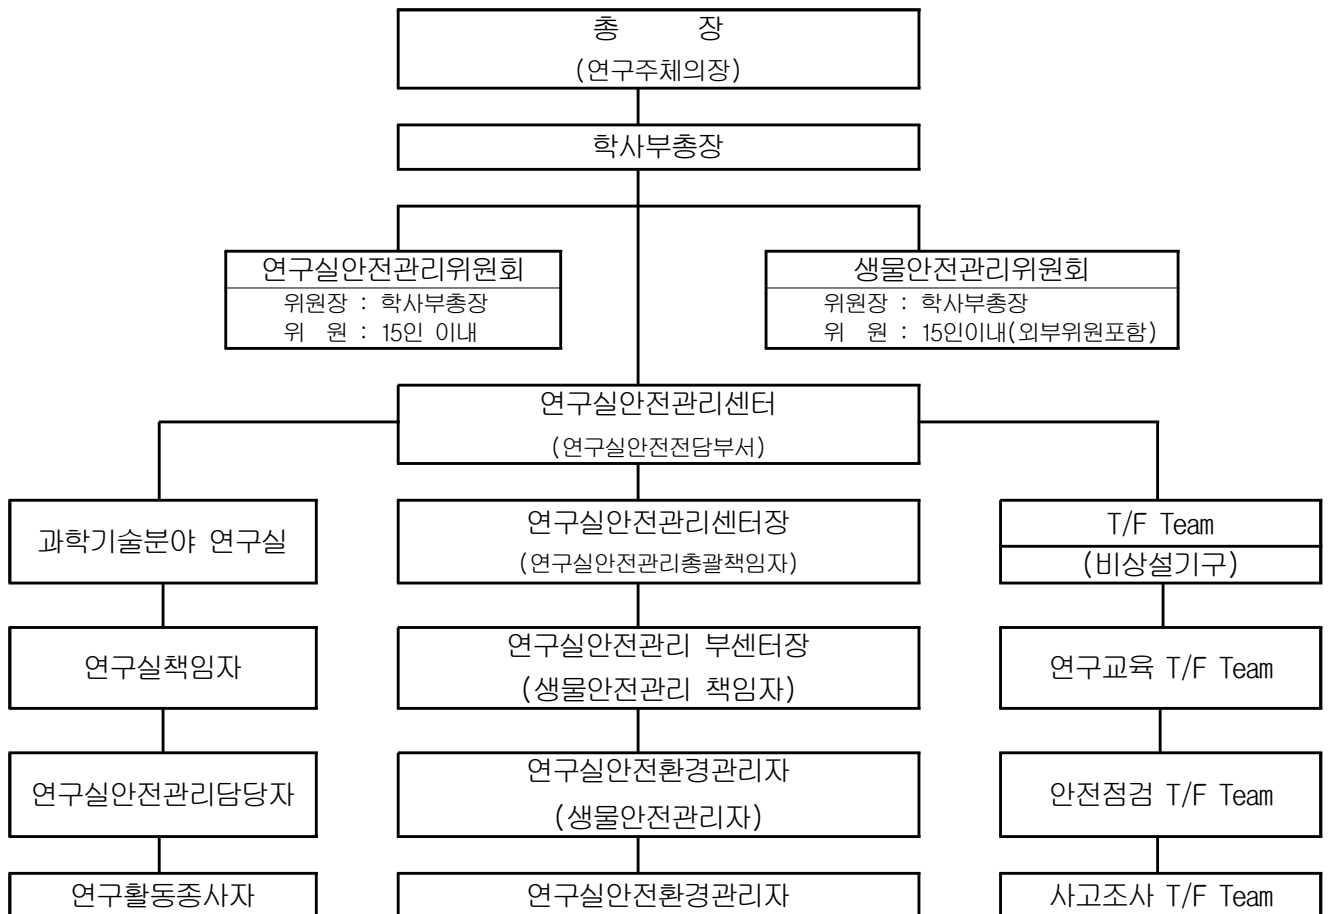 총 장
(연구주체의장)
학사부총장
연구실안전관리위원회
위원장 : 학사부총장
위 원 : 15인 이내
생물안전관리위원회
위원장 : 학사부총장
위 원 : 15인이내(외부위원포함)
연구실안전관리센터
(연구실안전전담부서)
과학기술분야 연구실
연구실안전관리센터장
(연구실안전관리총괄책임자)
T/F Team
(비상설기구)
연구실책임자
연구실안전관리 부센터장
(생물안전관리 책임자)
연구교육 T/F Team
연구실안전관리담당자
연구실안전환경관리자
(생물안전관리자)
안전점검 T/F Team
연구활동종사자
연구실안전환경관리자
사고조사 T/F Team